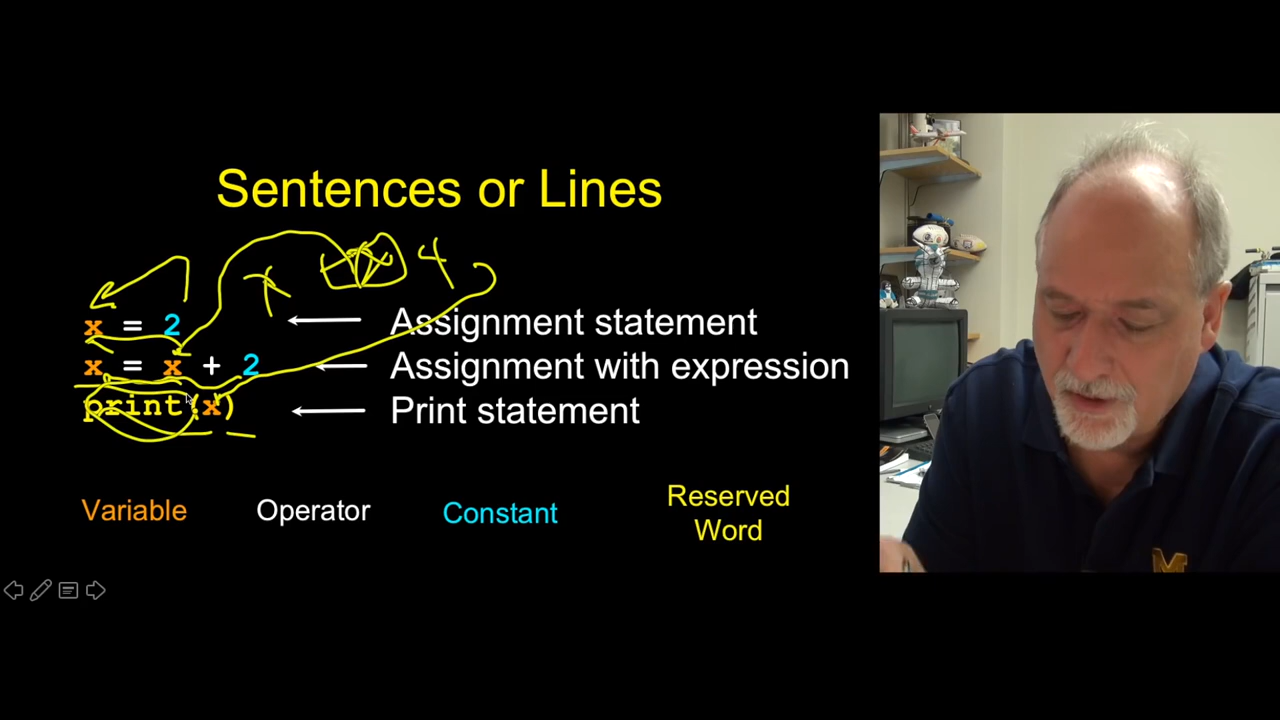 Sentences or Lines
x 4
x = 2 Assignment statement
x = x + 2 Assignment with expression
print(x) Print statement
Variable Operator Constant Reserved Word
M